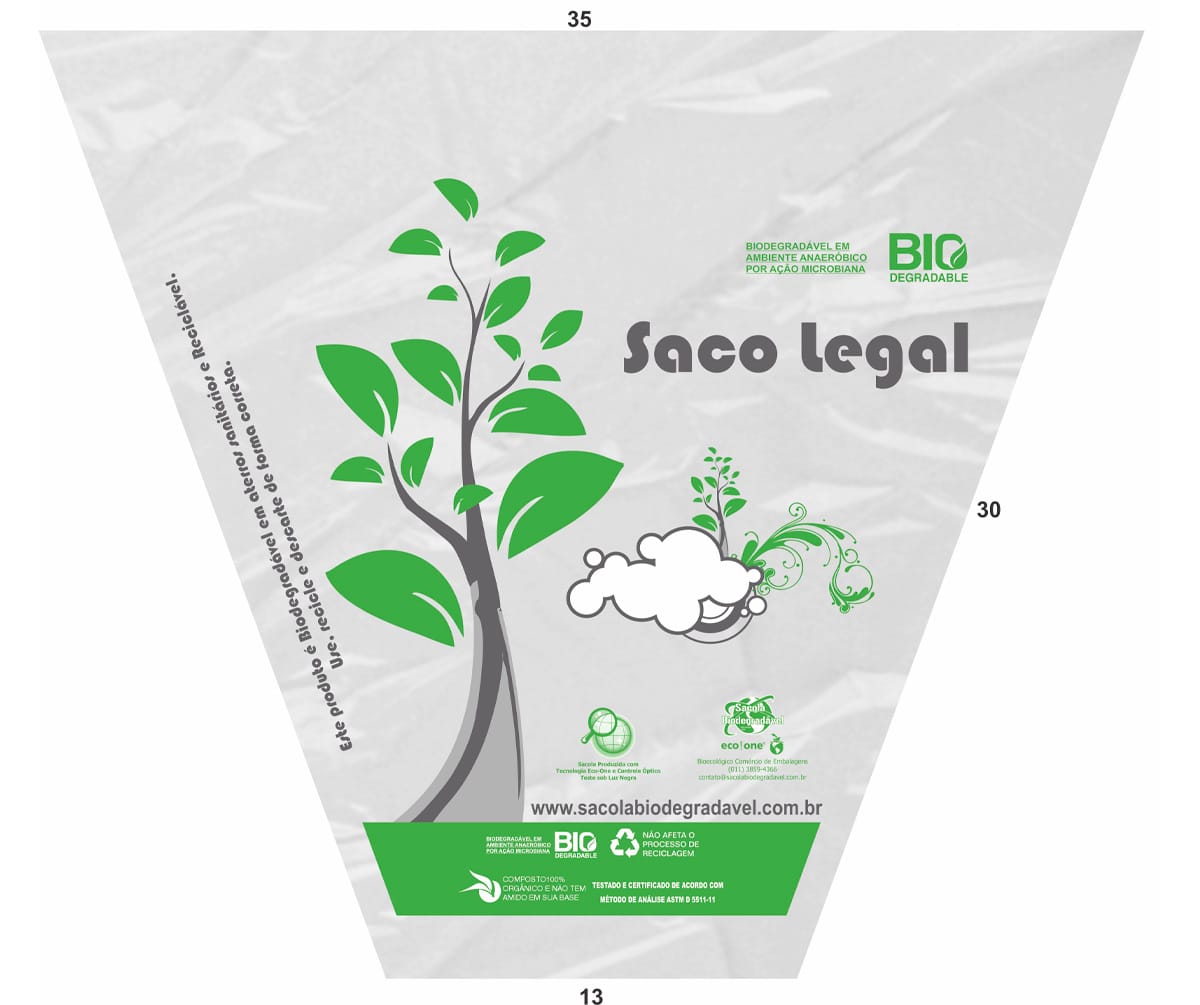 35
BIODEGRADÁVEL EM
AMBIENTE ANAERÓBICO
POR AÇÃO MICROBIANA
BIO
DEGRADABLE
Saco Legal
Este produto é Biodegradável em aterros sanitários e Reciclável.
Use, recicle e descarte de forma correta.
30
Sacola Produzida com
Tecnologia Eco-One e Controle Óptico
Teste sob Luz Negra
Sacola
Biodegradável
eco|one®
Bioecológico Comércio de Embalagens
(011) 3859-4366
contato@sacolabiodegradavel.com.br
www.sacolabiodegradavel.com.br
BIODEGRADÁVEL EM
AMBIENTE ANAERÓBICO
POR AÇÃO MICROBIANA
BIO
DEGRADABLE
NÃO AFETA O
PROCESSO DE
RECICLAGEM
COMPOSTO100%
ORGÂNICO E NÃO TEM
AMIDO EM SUA BASE
TESTADO E CERTIFICADO DE ACORDO COM
MÉTODO DE ANÁLISE ASTM D 5511-11
13